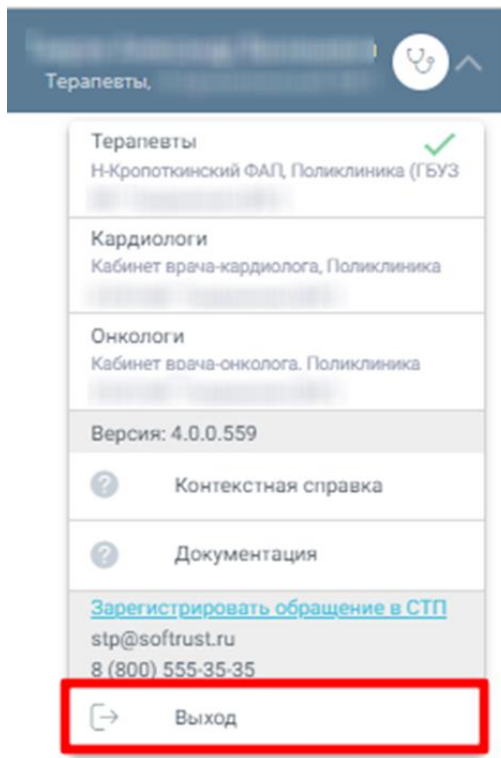 Терапевты,
Терапевты
Н-Кропоткинский ФАП, Поликлиника (ГБУЗ
Кардиологи
Кабинет врача-кардиолога, Поликлиника
Онкологи
Кабинет врача-онколога. Поликлиника
Версия: 4.0.0.559
Контекстная справка
Документация
Зарегистрировать обращение в СТП
stp@softrust.ru
8 (800) 555-35-35
Выход